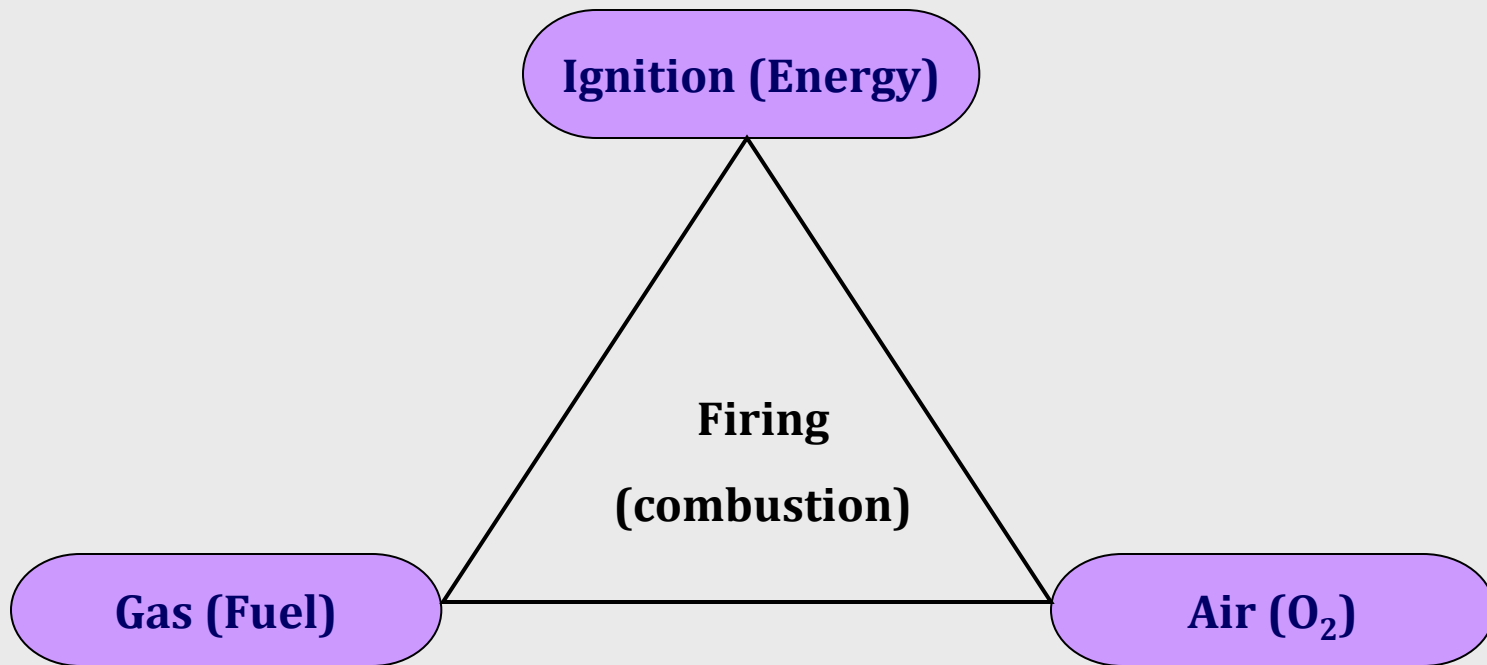 Ignition (Energy)
Firing
(combustion)
Gas (Fuel)
Air (O₂)